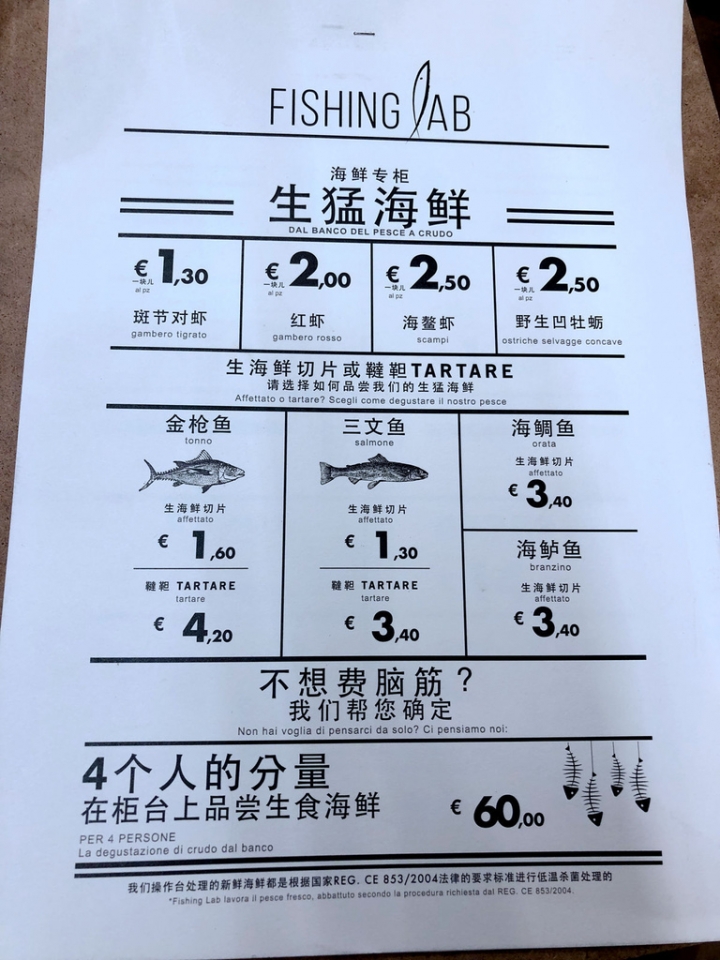 FISHING LAB
海鲜专柜
生猛海鲜
DAL BANCO DEL PESCE A CRUDO
€ 1,30
一块儿
al pz
斑节对虾
gambero tigrato
€ 2,00
一块儿
al pz
红虾
gambero rosso
€ 2,50
一块儿
al pz
海鳌虾
scampi
€ 2,50
一块儿
al pz
野生凹牡蛎
ostriche selvagge concave
生海鲜切片或韃靼TARTARE
请选择如何品尝我们的生猛海鲜
Affettato o tartare? Scegli come degustare il nostro pesce
金枪鱼
tonno
生海鲜切片
affettato
€ 1,60
韃靼 TARTARE
tartare
€ 4,20
三文鱼
salmone
生海鲜切片
affettato
€ 1,30
韃靼 TARTARE
tartare
€ 3,40
海鲷鱼
orata
生海鲜切片
affettato
€ 3,40
海鲈鱼
branzino
生海鲜切片
affettato
€ 3,40
不想费脑筋？
我们帮您确定
Non hai voglia di pensarci da solo? Ci pensiamo noi:
4个人的分量
在柜台上品尝生食海鲜
€ 60,00
PER 4 PERSONE
La degustazione di crudo dal banco
我们操作台处理的新鲜海鲜都是根据国家REG. CE 853/2004法律的要求标准进行低温杀菌处理的
*Fishing Lab lavora il pesce fresco, abbattuto secondo la procedura richiesta dal REG. CE 853/2004.